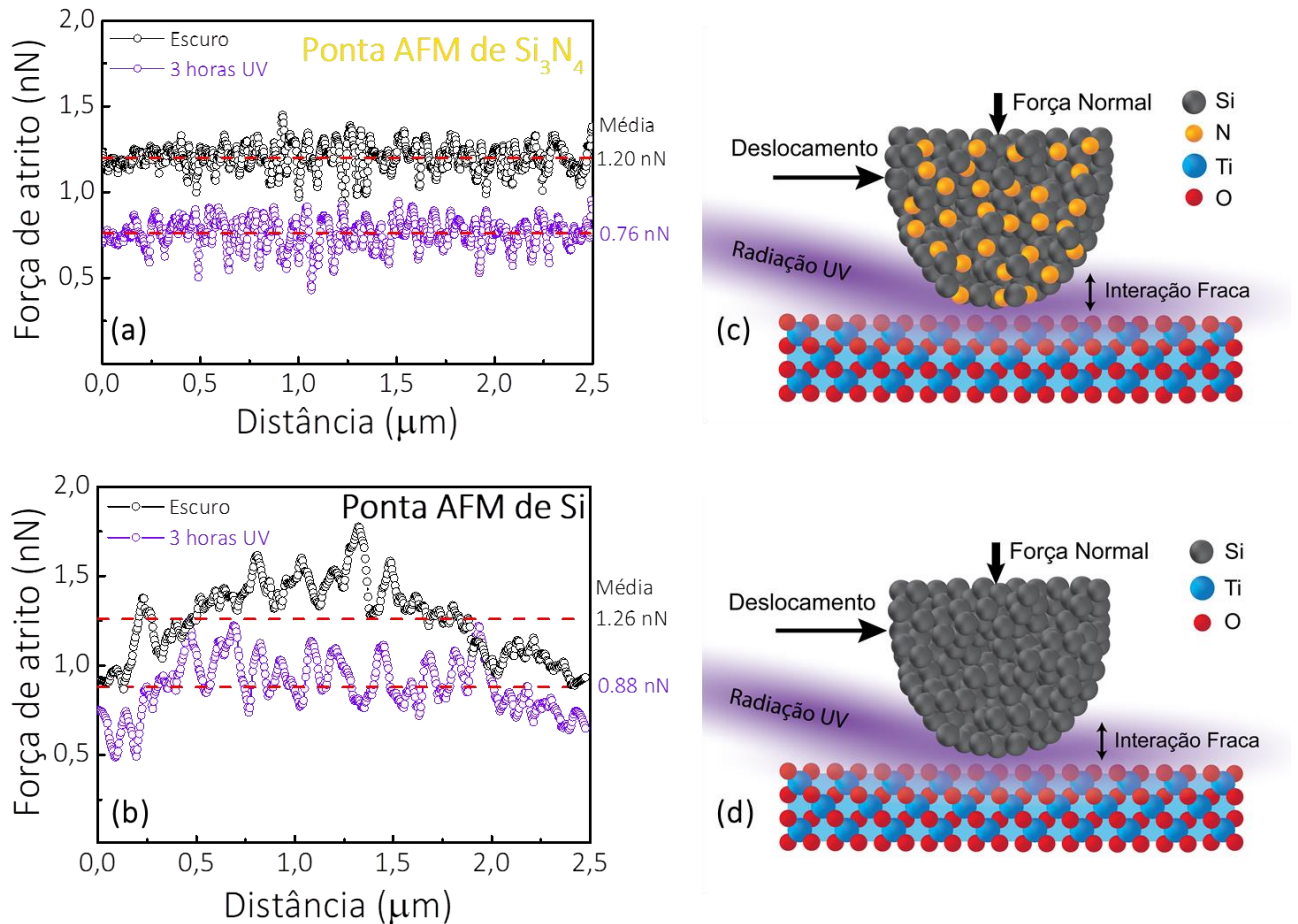 2,0
1,5
1,0
0,5
Força de atrito (nN)
Escuro
3 horas UV
Ponta AFM de Si₃N₄
Média
1.20 nN
0.76 nN
(a)
0,0 0,5 1,0 1,5 2,0 2,5
Distância (μm)
Força Normal
Deslocamento
Radiação UV
Interação Fraca
Si
N
Ti
O
(c)
2,0
1,5
1,0
0,5
Força de atrito (nN)
Escuro
3 horas UV
Ponta AFM de Si
Média
1.26 nN
0.88 nN
(b)
0,0 0,5 1,0 1,5 2,0 2,5
Distância (μm)
Força Normal
Deslocamento
Radiação UV
Interação Fraca
Si
Ti
O
(d)